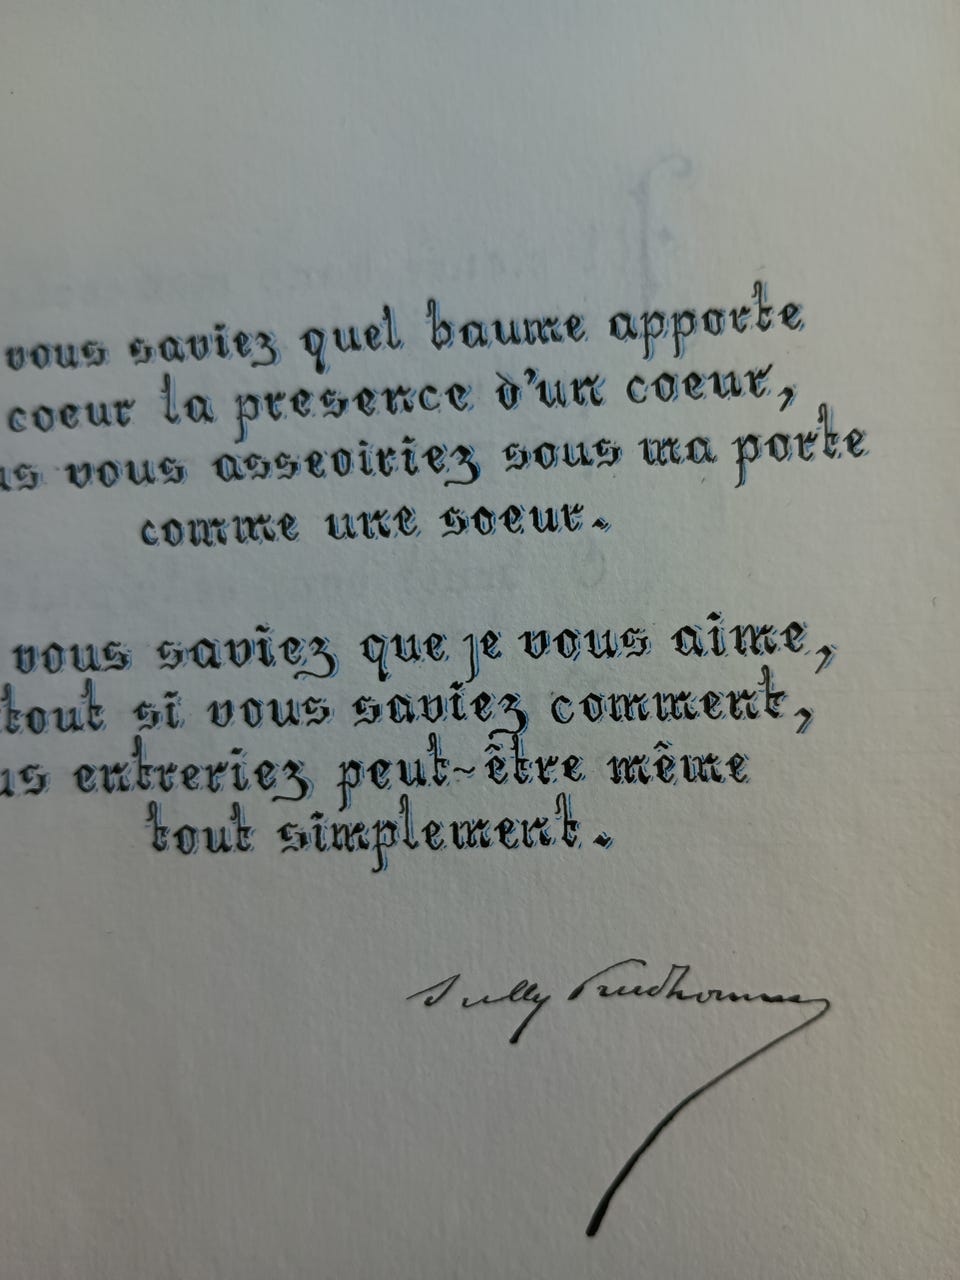 vous saviez quel baume apporte
coeur la presence d'un coeur,
vous asseoiriez sous ma porte
comme une soeur.
vous saviez que je vous aime,
tout si vous saviez comment,
entreriez peut-être même
tout simplement.
Sully Prudhomme